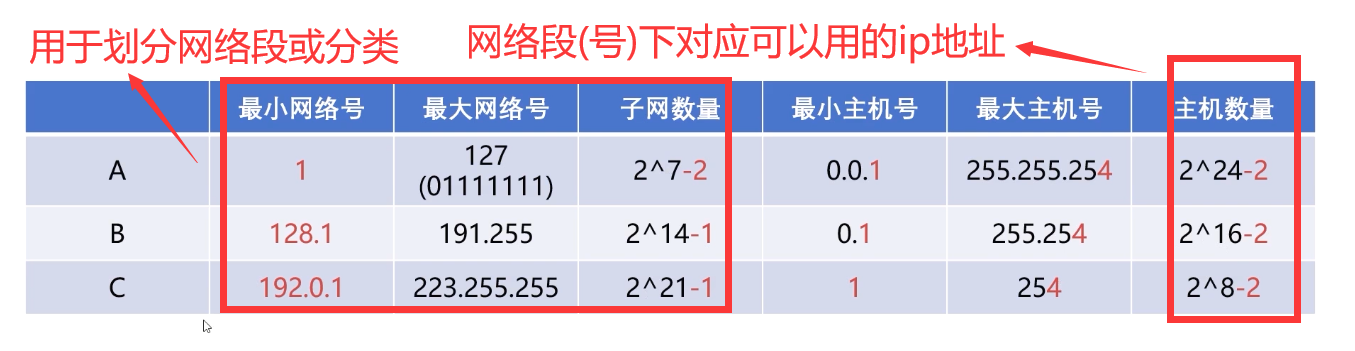 用于划分网络段或分类
网络段(号)下对应可以用的ip地址
最小网络号 最大网络号 子网数量 最小主机号 最大主机号 主机数量
A 1 127 (01111111) 2^7-2 0.0.1 255.255.254 2^24-2
B 128.1 191.255 2^14-1 0.1 255.254 2^16-2
C 192.0.1 223.255.255 2^21-1 1 254 2^8-2